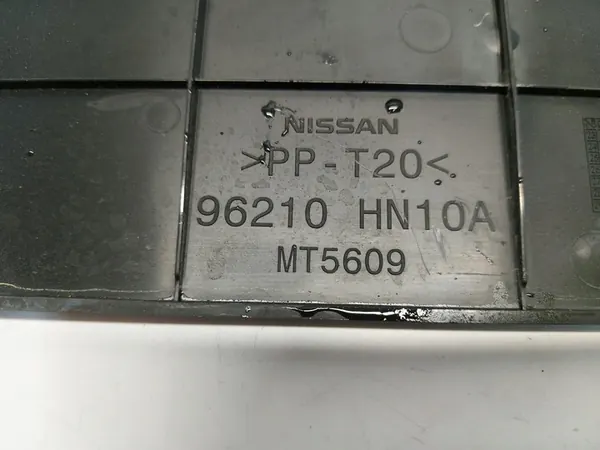 NISSAN
>PP-T20<
96210 HN10A
MT5609